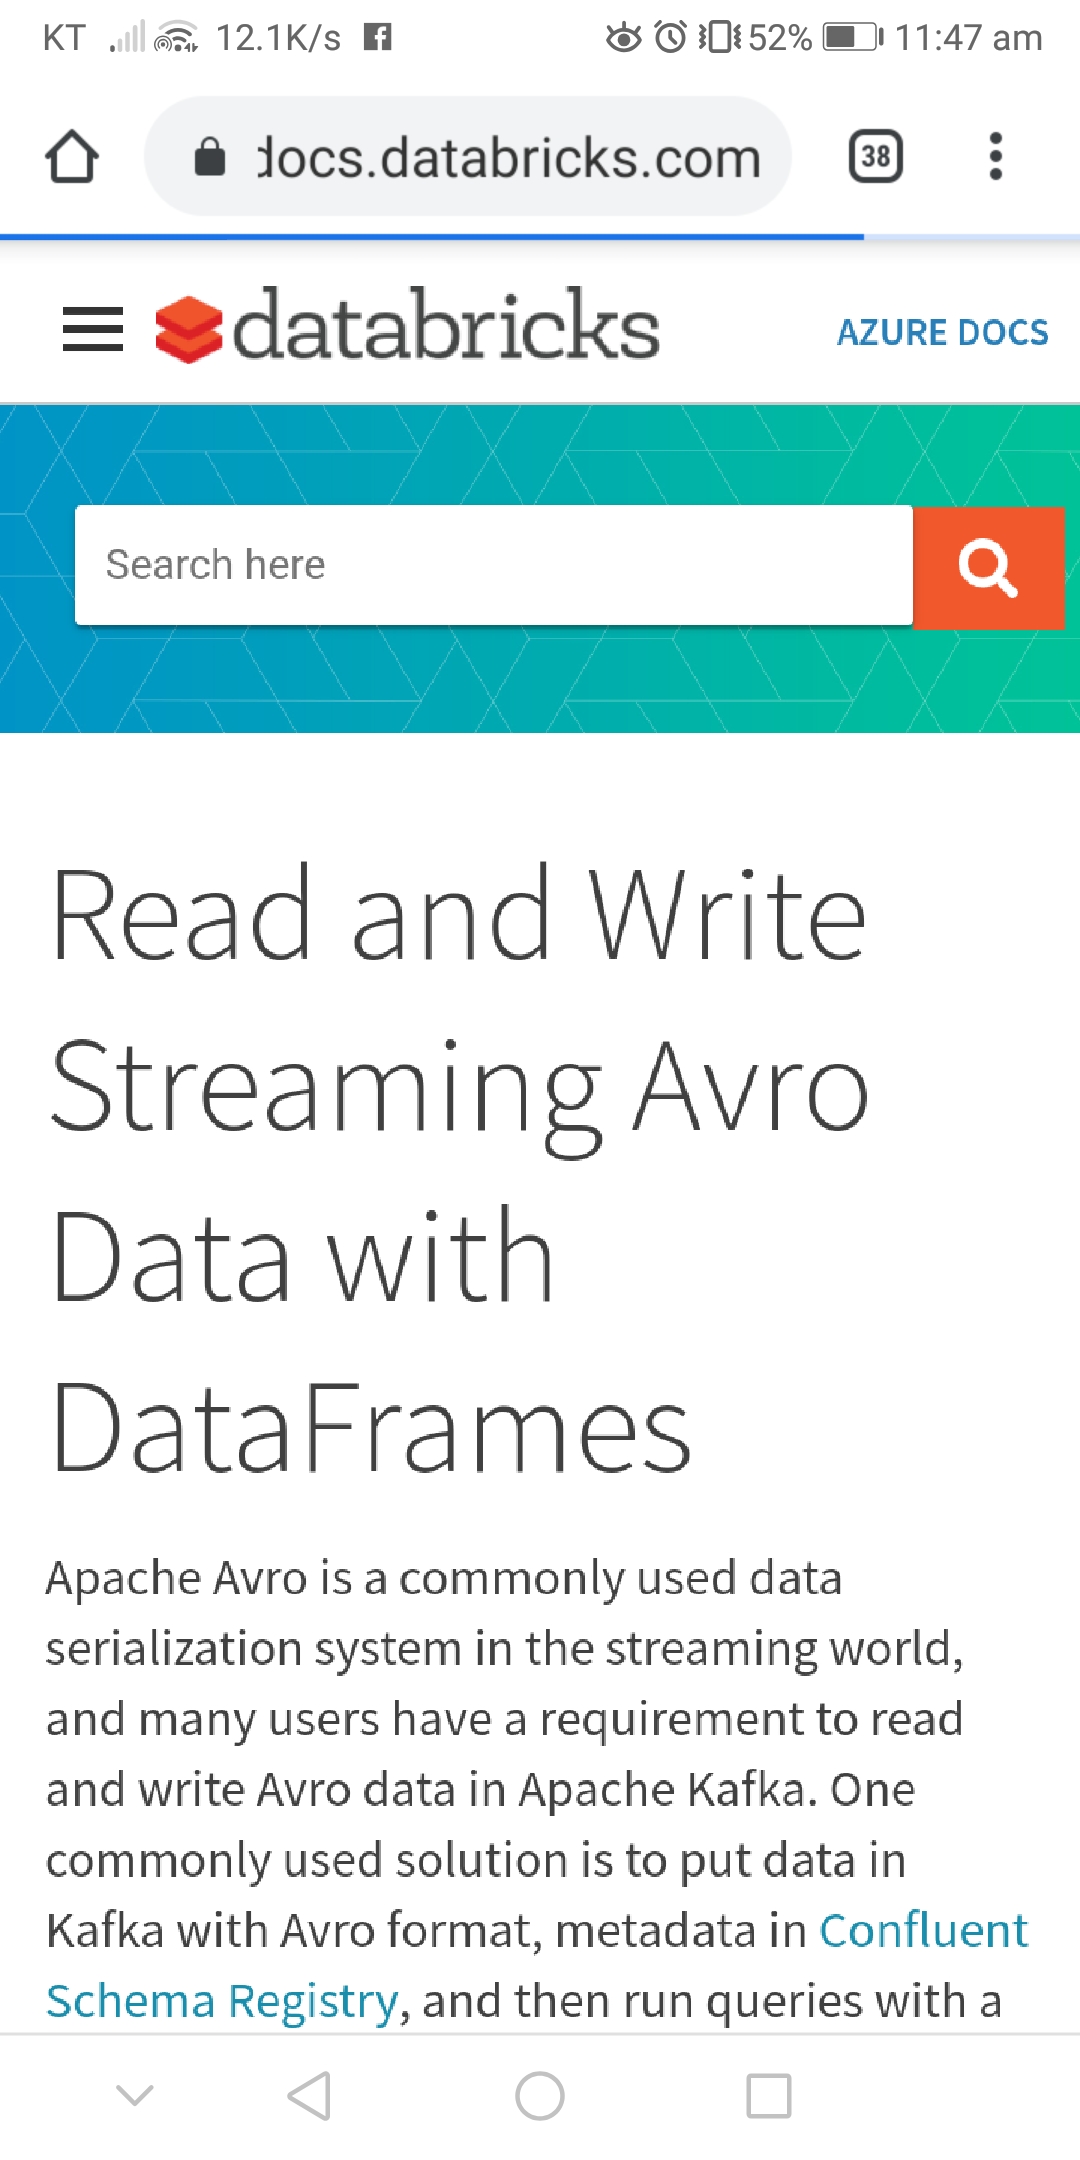 KT 12.1K/s 52% 11:47 am
docs.databricks.com 38
databricks AZURE DOCS
Search here
Read and Write
Streaming Avro
Data with
DataFrames
Apache Avro is a commonly used data
serialization system in the streaming world,
and many users have a requirement to read
and write Avro data in Apache Kafka. One
commonly used solution is to put data in
Kafka with Avro format, metadata in Confluent
Schema Registry, and then run queries with a